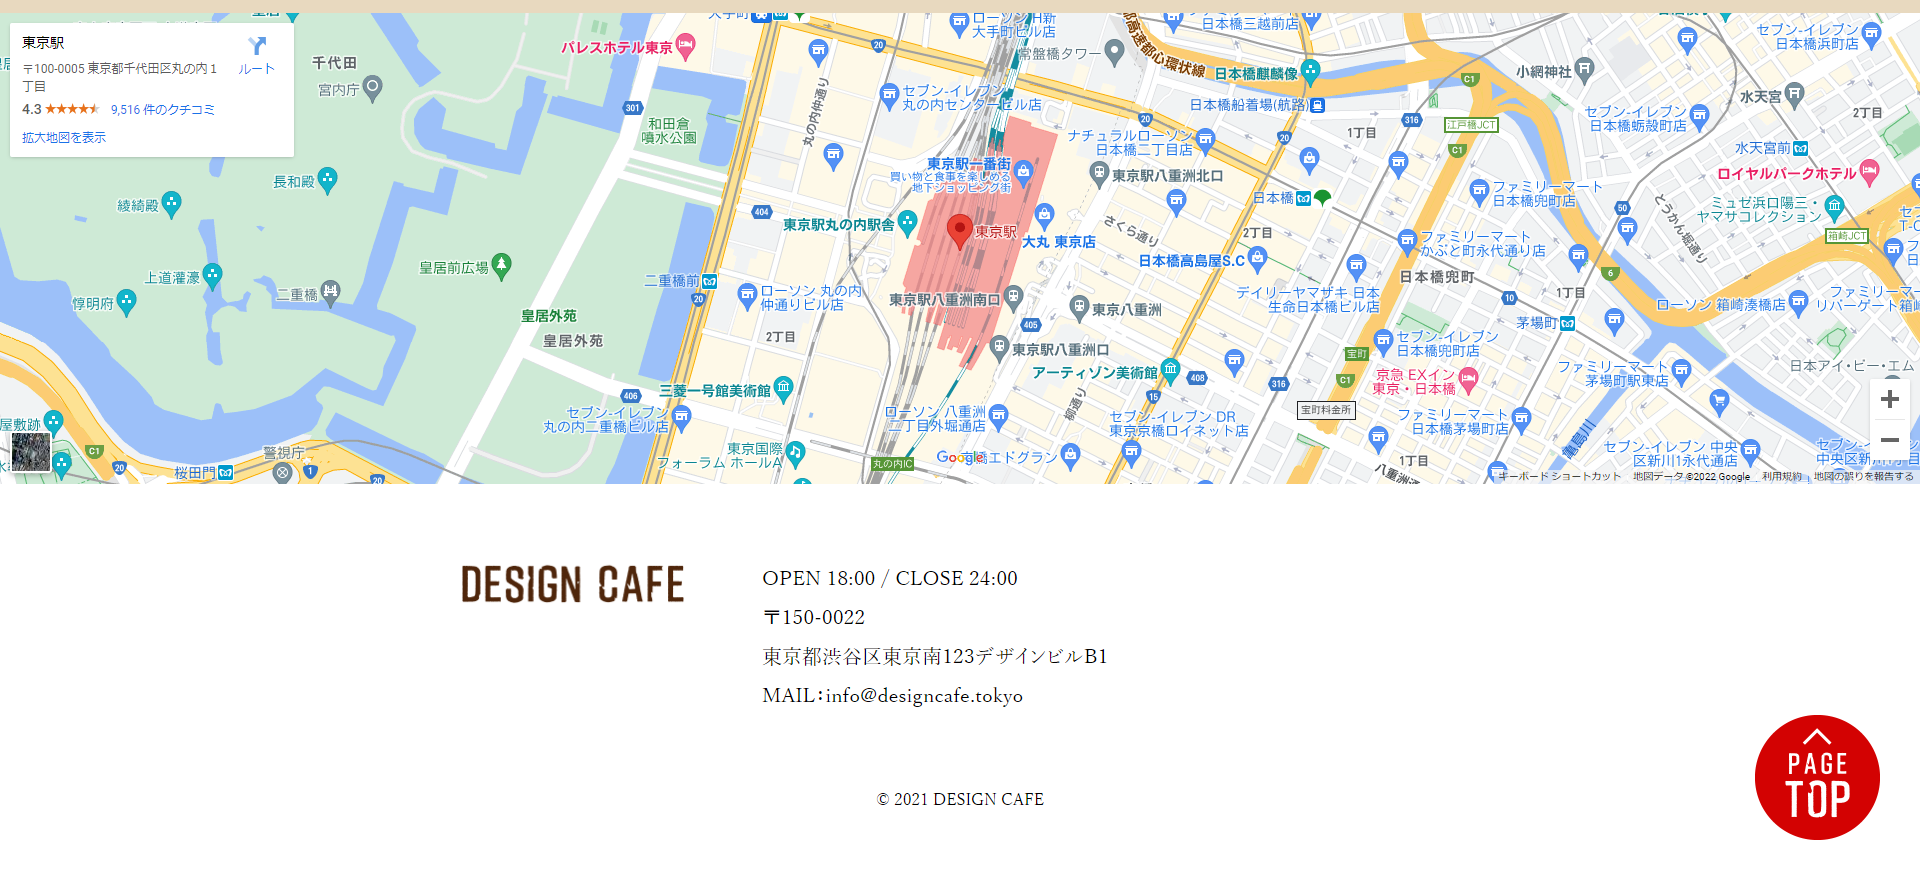 東京駅
〒100-0005 東京都千代田区丸の内１
丁目
ルート
4.3
9,516 件のクチコミ
拡大地図を表示
千代田
宮内庁
パレスホテル東京
20
301
和田倉
噴水公園
長和殿
綾綺殿
上道灌濠
惇明府
二重橋
皇居前広場
皇居外苑
皇居外苑
二重橋前
404
20
406
丸の内仲通り
セブン-イレブン
丸の内センタービル店
ローソンH新
大手町ビル店
常盤橋タワー
都高速都心環状線
日本橋三越前店
日本橋麒麟像
日本橋船着場(航路)
東京駅一番街
買い物と食事を楽しめる
地下ショッピング街
東京駅丸の内駅舎
東京駅
大丸 東京店
ナチュラルローソン
日本橋二丁目店
東京駅八重洲北口
さくら通り
日本橋
2丁目
1丁目
日本橋高島屋S.C
東京駅八重洲南口
東京八重洲
405
東京駅八重洲口
ローソン 丸の内
仲通りビル店
2丁目
三菱一号館美術館
セブン-イレブン
丸の内二重橋ビル店
東京国際
フォーラム ホールA
丸の内IC
ローソン 八重洲
二丁目外堀通店
アーティゾン美術館
408
柳通り
15
316
セブン-イレブン DR
東京京橋ロイネット店
エドグラン
Google
デイリーヤマザキ 日本
生命日本橋ビル店
宝町
C1
宝町料金所
京急 EXイン
東京・日本橋
セブン-イレブン
日本橋兜町店
日本橋兜町
ファミリーマート
かぶと町永代通り店
ファミリーマート
日本橋兜町店
江戸橋JCT
C1
C1
316
20
20
小網神社
水天宮
2丁目
セブン-イレブン
日本橋浜町店
セブン-イレブン
日本橋蛎殻町店
水天宮前
ロイヤルパークホテル
ミュゼ浜口陽三・
ヤマサコレクション
箱崎JCT
とうかん堀通り
50
6
10
1丁目
茅場町
ローソン 箱崎湊橋店
ファミリーマー
リバーゲート箱崎
日本アイ・ビー・エム
ファミリーマート
茅場町駅東店
ファミリーマート
日本橋茅場町店
亀島川
セブン-イレブン 中央
区新川1永代通店
1丁目
屋敷跡
C1
20
桜田門
警視庁
1
20
キーボード ショートカット
地図データ ©2022 Google
利用規約
地図の誤りを報告する
DESIGN CAFE
OPEN 18:00 / CLOSE 24:00
〒150-0022
東京都渋谷区東京南123デザインビルB1
MAIL：info@designcafe.tokyo
PAGE
TOP
© 2021 DESIGN CAFE